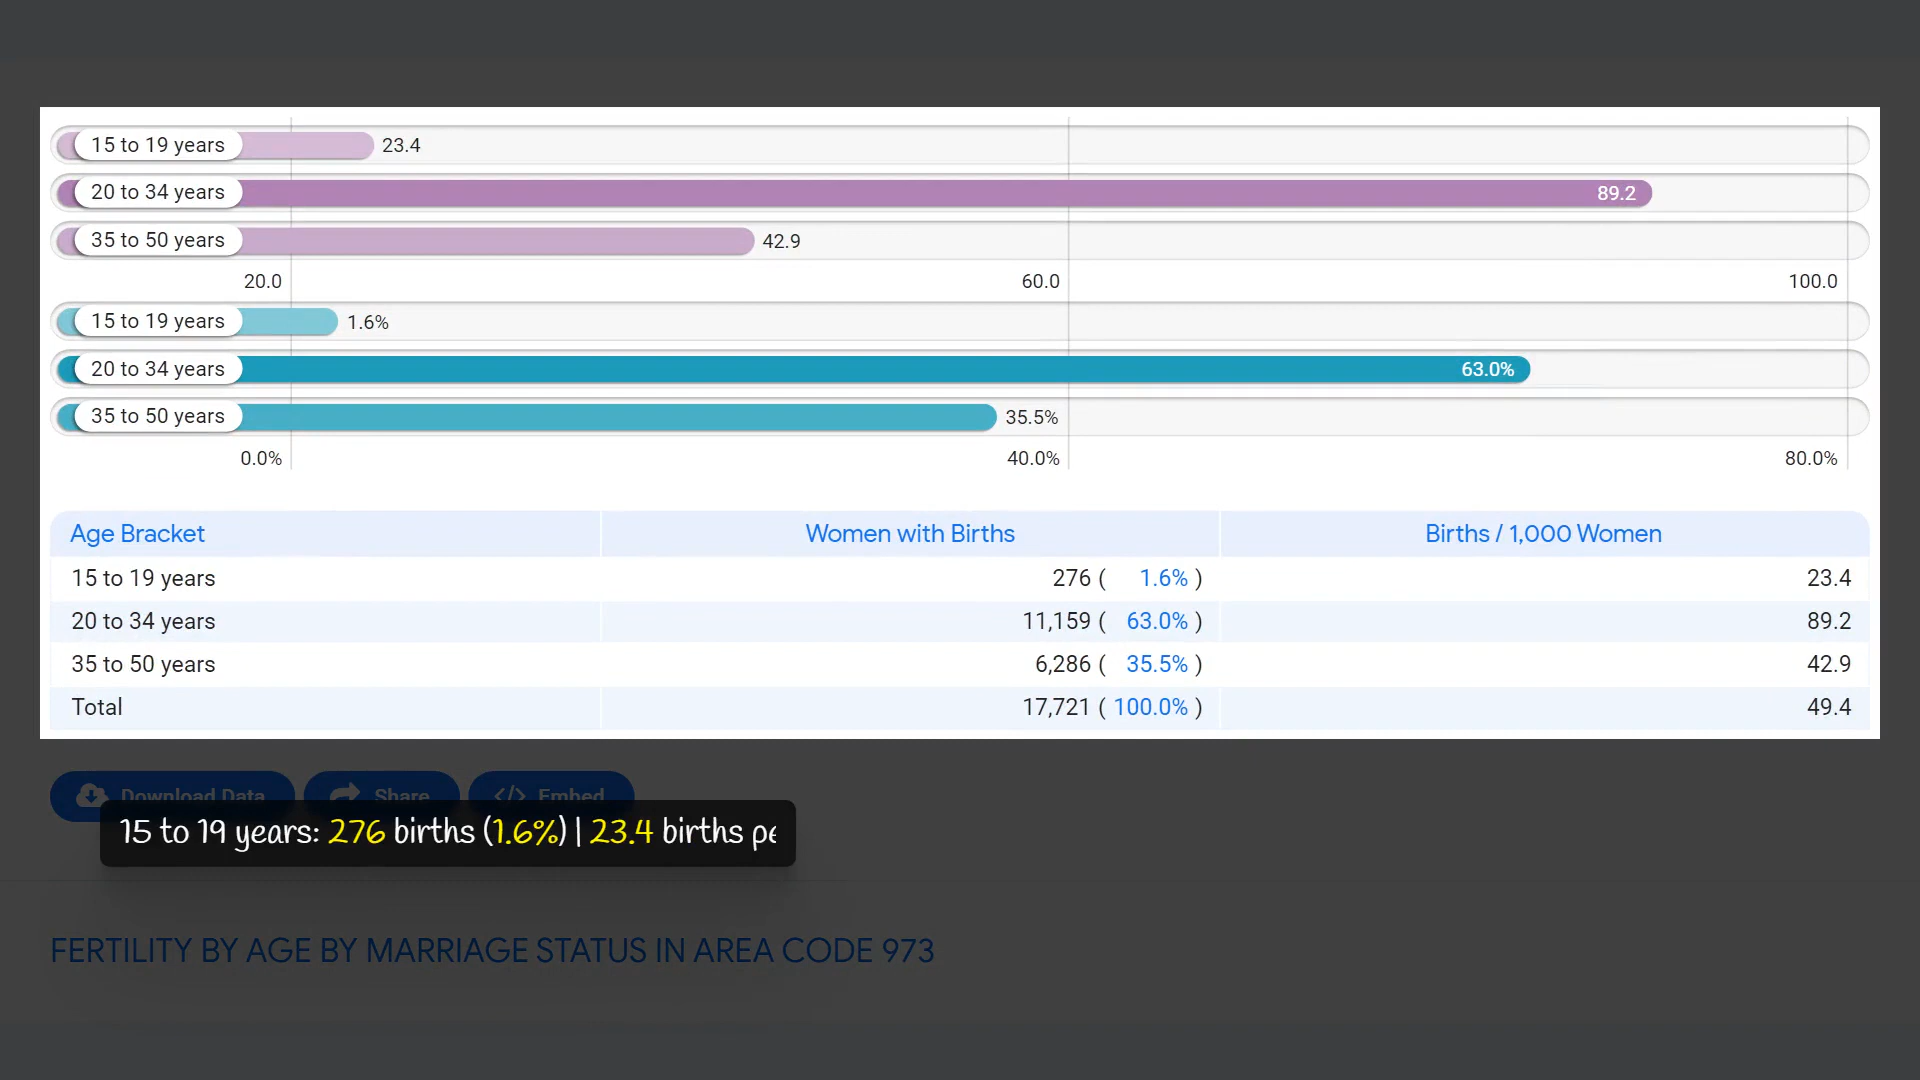 15 to 19 years 23.4
20 to 34 years 89.2
35 to 50 years 42.9
20.0 60.0 100.0
15 to 19 years 1.6%
20 to 34 years 63.0%
35 to 50 years 35.5%
0.0% 40.0% 80.0%
Age Bracket Women with Births Births / 1,000 Women
15 to 19 years 276 ( 1.6% ) 23.4
20 to 34 years 11,159 ( 63.0% ) 89.2
35 to 50 years 6,286 ( 35.5% ) 42.9
Total 17,721 ( 100.0% ) 49.4
Download Data Share </> Embed
15 to 19 years: 276 births (1.6%) | 23.4 births pe
FERTILITY BY AGE BY MARRIAGE STATUS IN AREA CODE 973